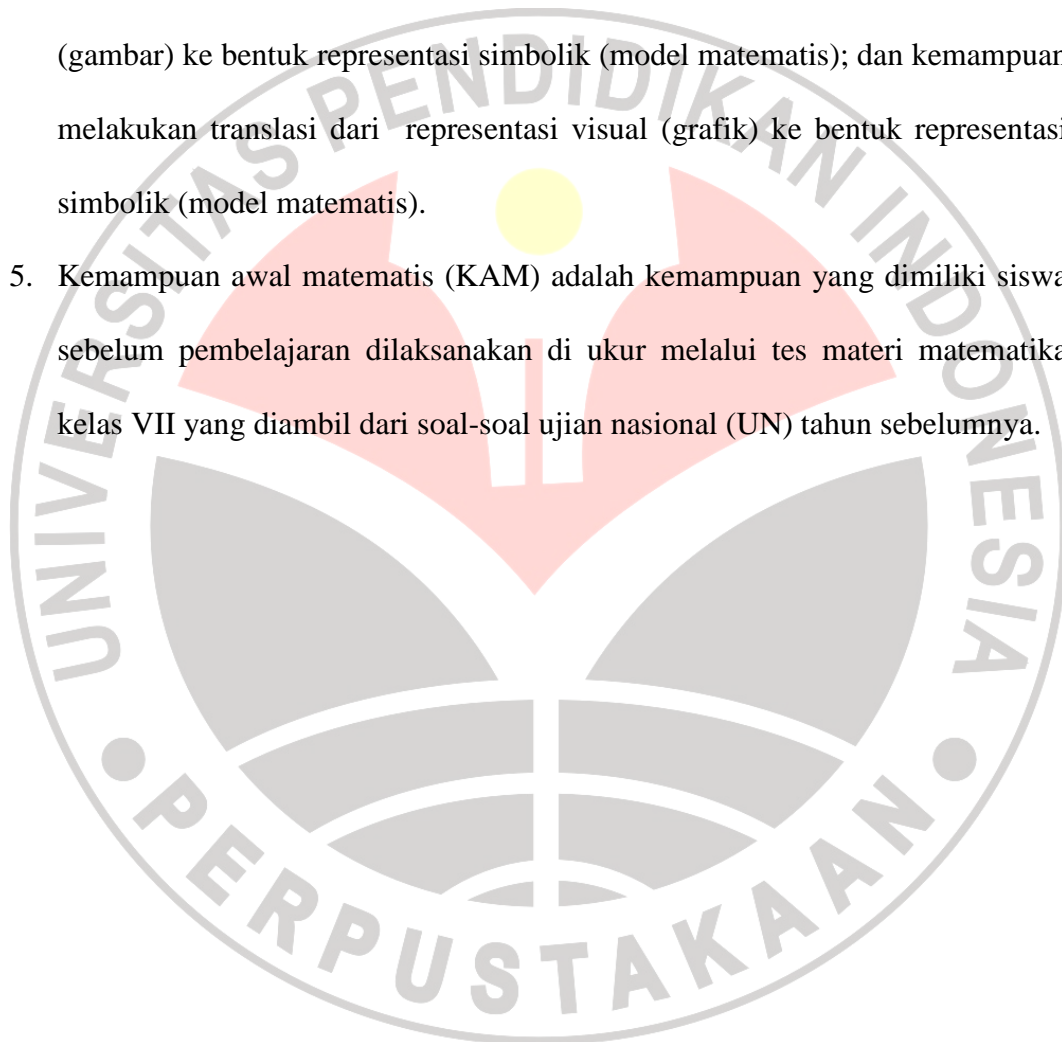 (gambar) ke bentuk representasi simbolik (model matematis); dan kemampuan
melakukan translasi dari representasi visual (grafik) ke bentuk representasi
simbolik (model matematis).
5. Kemampuan awal matematis (KAM) adalah kemampuan yang dimiliki siswa
sebelum pembelajaran dilaksanakan di ukur melalui tes materi matematika
kelas VII yang diambil dari soal-soal ujian nasional (UN) tahun sebelumnya.
UNIVERSITAS PENDIDIKAN INDONESIA
PERPUSTAKAAN